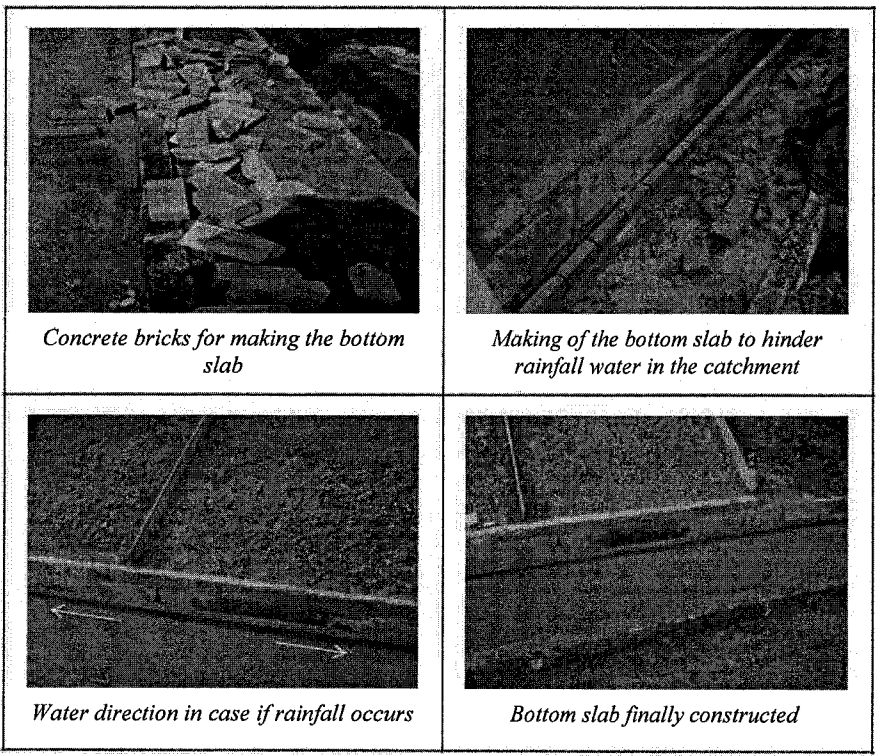 Concrete bricks for making the bottom
slab
Making of the bottom slab to hinder
rainfall water in the catchment
Water direction in case if rainfall occurs
Bottom slab finally constructed